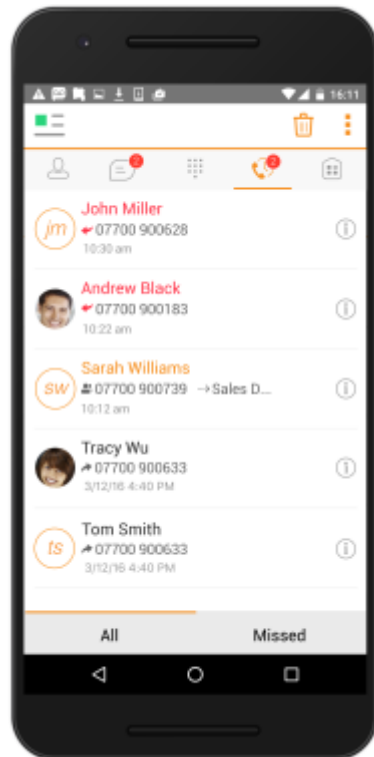 16:11
2
2
jm
John Miller
07700 900628
10:30 am
Andrew Black
07700 900183
10:22 am
sw
Sarah Williams
07700 900739 →Sales D...
10:12 am
Tracy Wu
07700 900633
3/12/16 4:40 PM
ts
Tom Smith
07700 900633
3/12/16 4:40 PM
All Missed